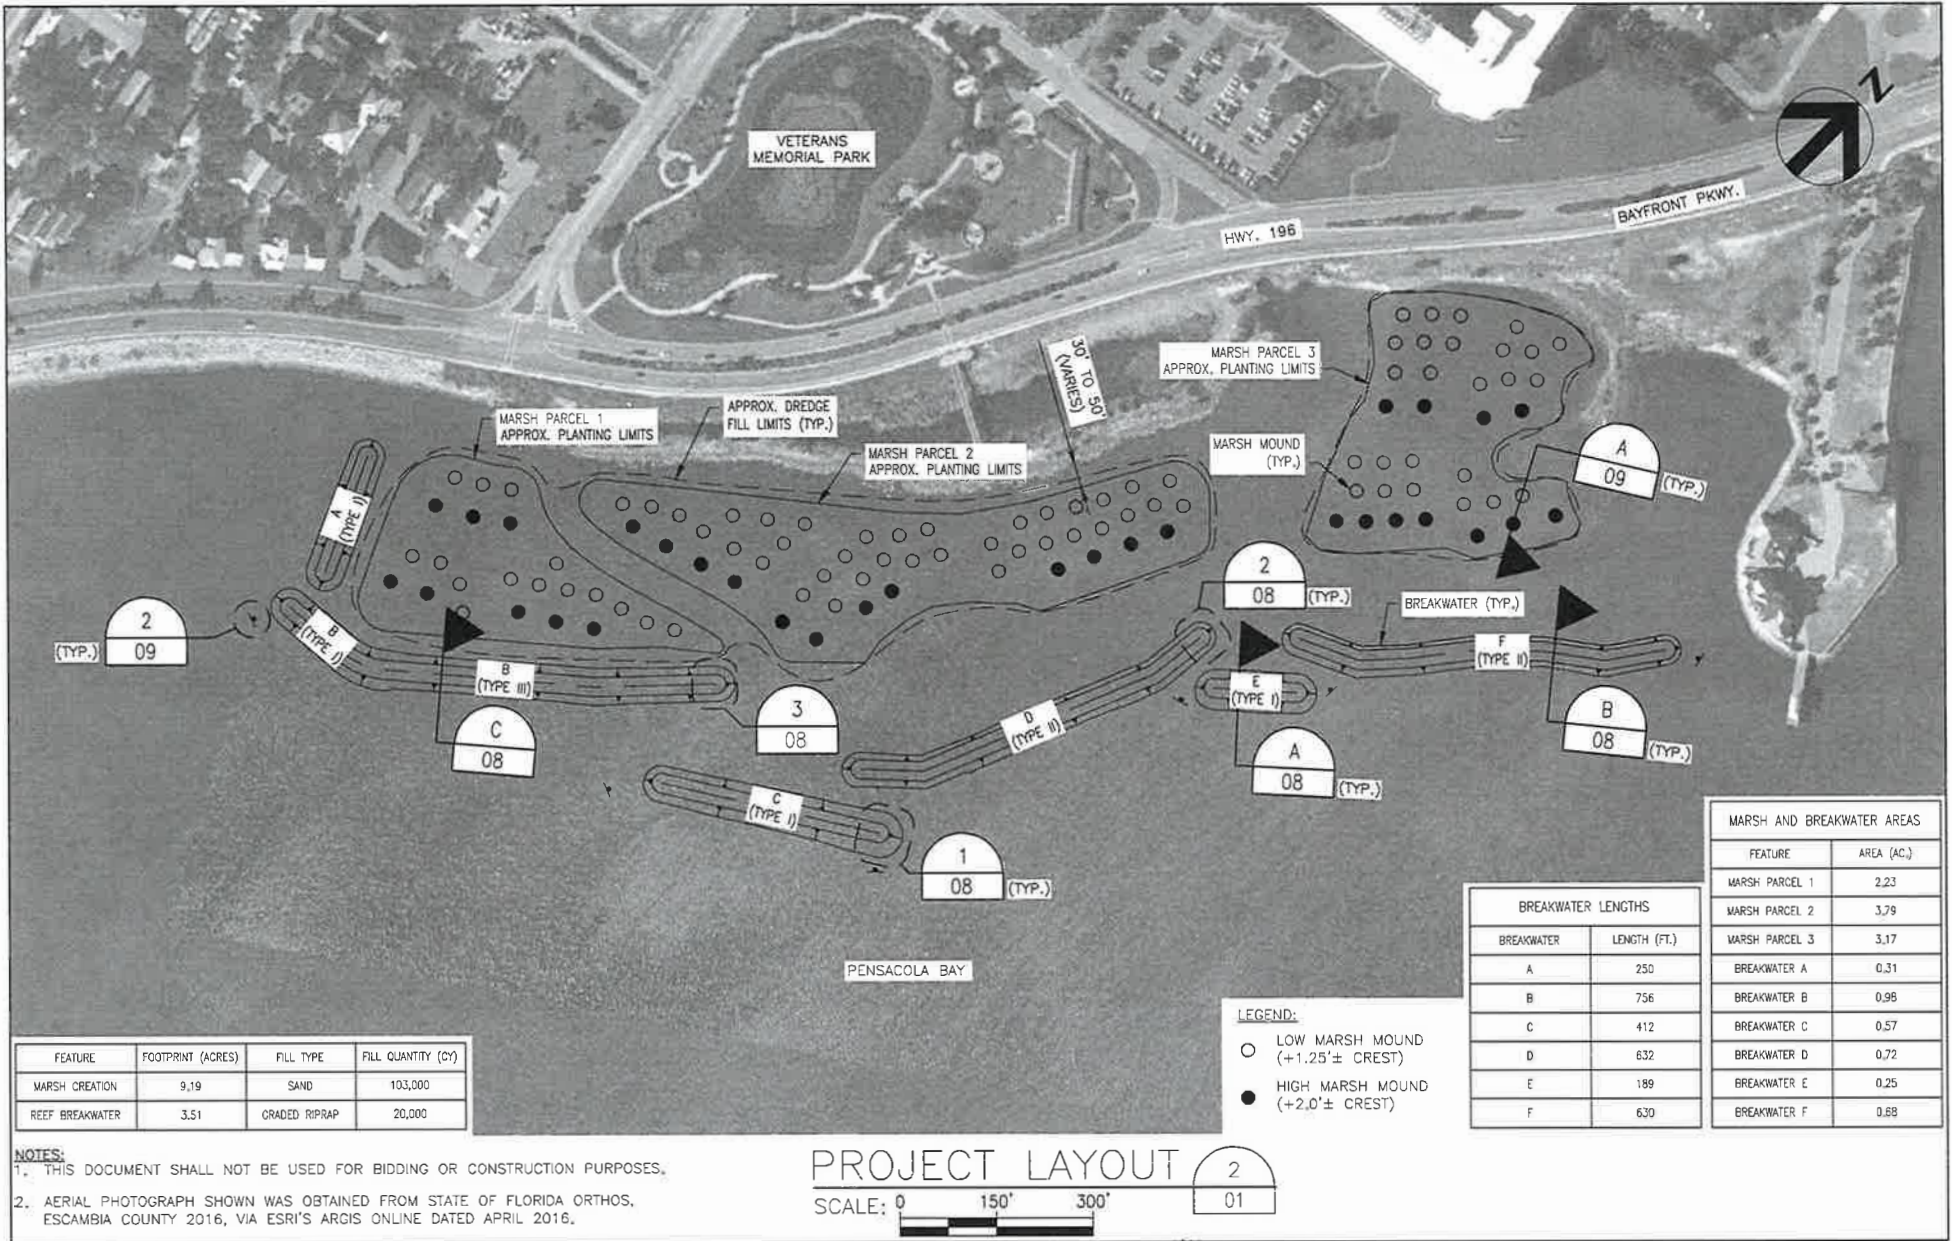 VETERANS
MEMORIAL PARK
N
BAYFRONT PKWY.
HWY. 196
30' TO 50'
(VARIES)
MARSH PARCEL 3
APPROX. PLANTING LIMITS
MARSH PARCEL 1
APPROX. PLANTING LIMITS
APPROX. DREDGE
FILL LIMITS (TYP.)
MARSH PARCEL 2
APPROX. PLANTING LIMITS
MARSH MOUND
(TYP.)
A
09
(TYP.)
A
(TYPE I)
2
08
(TYP.)
BREAKWATER (TYP.)
2
09
(TYP.)
B
(TYPE I)
B
(TYPE III)
F
(TYPE II)
E
(TYPE I)
D
(TYPE II)
3
08
C
08
B
08
(TYP.)
A
08
(TYP.)
C
(TYPE I)
1
08
(TYP.)
PENSACOLA BAY
MARSH AND BREAKWATER AREAS
FEATURE AREA (AC.)
MARSH PARCEL 1 2.23
MARSH PARCEL 2 3.79
MARSH PARCEL 3 3.17
BREAKWATER A 0.31
BREAKWATER B 0.98
BREAKWATER C 0.57
BREAKWATER D 0.72
BREAKWATER E 0.25
BREAKWATER F 0.68
BREAKWATER LENGTHS
BREAKWATER LENGTH (FT.)
A 250
B 756
C 412
D 632
E 189
F 630
LEGEND:
LOW MARSH MOUND
(+1.25'± CREST)
HIGH MARSH MOUND
(+2.0'± CREST)
FEATURE FOOTPRINT (ACRES) FILL TYPE FILL QUANTITY (CY)
MARSH CREATION 9.19 SAND 103,000
REEF BREAKWATER 3.51 GRADED RIPRAP 20,000
NOTES:
1. THIS DOCUMENT SHALL NOT BE USED FOR BIDDING OR CONSTRUCTION PURPOSES.
2. AERIAL PHOTOGRAPH SHOWN WAS OBTAINED FROM STATE OF FLORIDA ORTHOS,
ESCAMBIA COUNTY 2016, VIA ESRI'S ARGIS ONLINE DATED APRIL 2016.
PROJECT LAYOUT
2
01
SCALE: 0 150' 300'